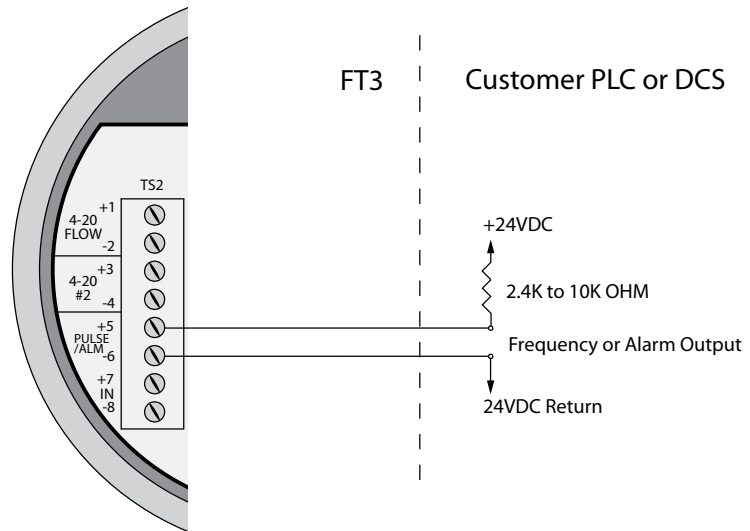 FT3
Customer PLC or DCS
TS2
+1
4-20
FLOW
-2
+3
4-20
#2
-4
+5
PULSE
/ALM
-6
+7
IN
-8
+24VDC
2.4K to 10K OHM
Frequency or Alarm Output
24VDC Return